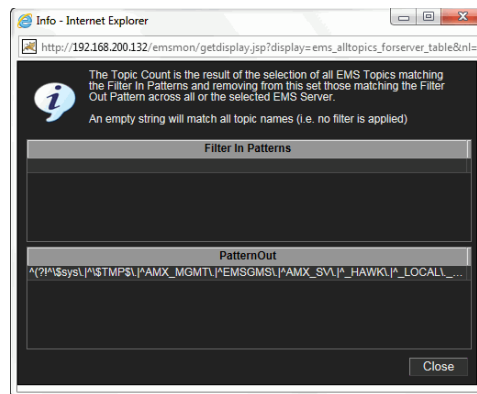 Info - Internet Explorer
http://192.168.200.132/emsmon/getdisplay.jsp?display=ems_alltopics_forserver_table&nl=
The Topic Count is the result of the selection of all EMS Topics matching
the Filter In Patterns and removing from this set those matching the Filter
Out Pattern across all or the selected EMS Server.
An empty string will match all topic names (i.e. no filter is applied)
Filter In Patterns
PatternOut
^(?!^\$sys\.|^\$TMP$\.|^AMX_MGMT\.|^EMSGMS\.|^AMX_SV\.|^_HAWK\.|^_LOCAL\._...
Close